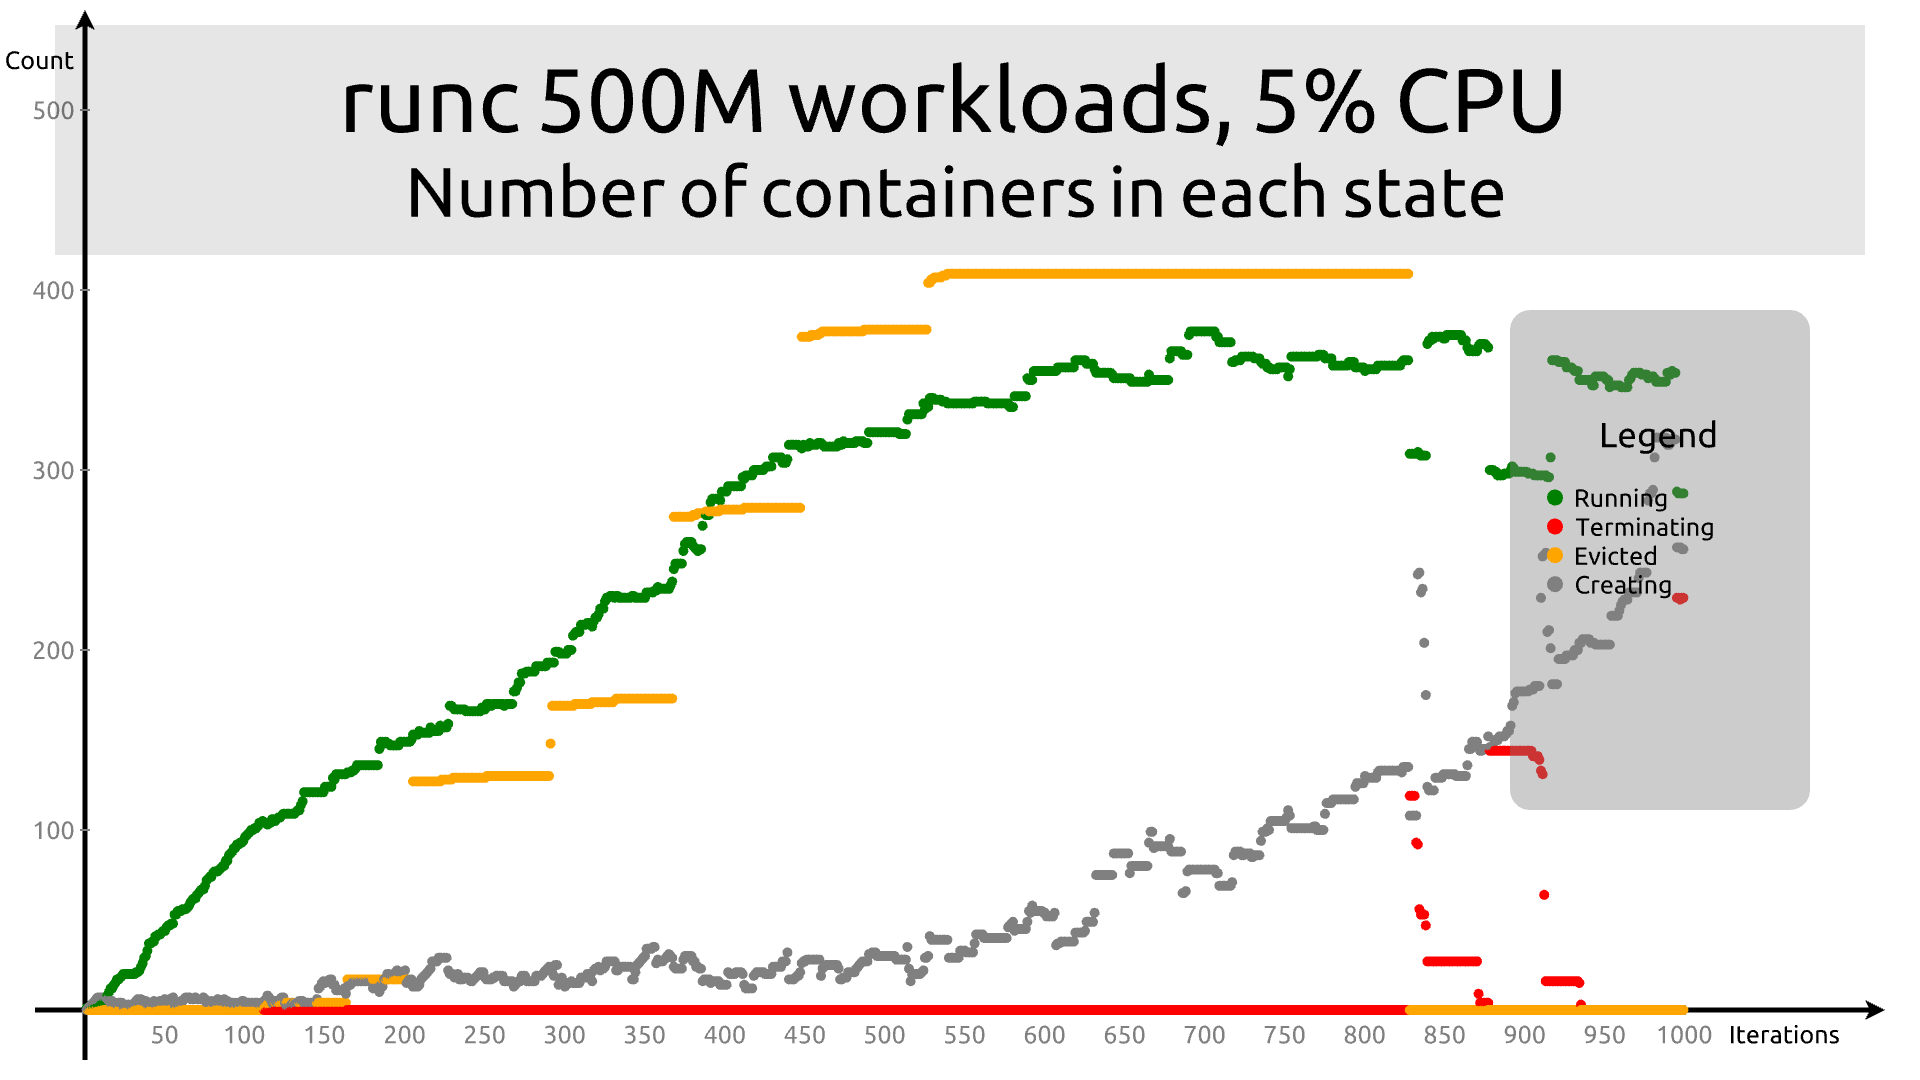 runc 500M workloads, 5% CPU
Number of containers in each state
Count
500
400
300
200
100
Legend
Running
Terminating
Evicted
Creating
50 100 150 200 250 300 350 400 450 500 550 600 650 700 750 800 850 900 950 1000 Iterations